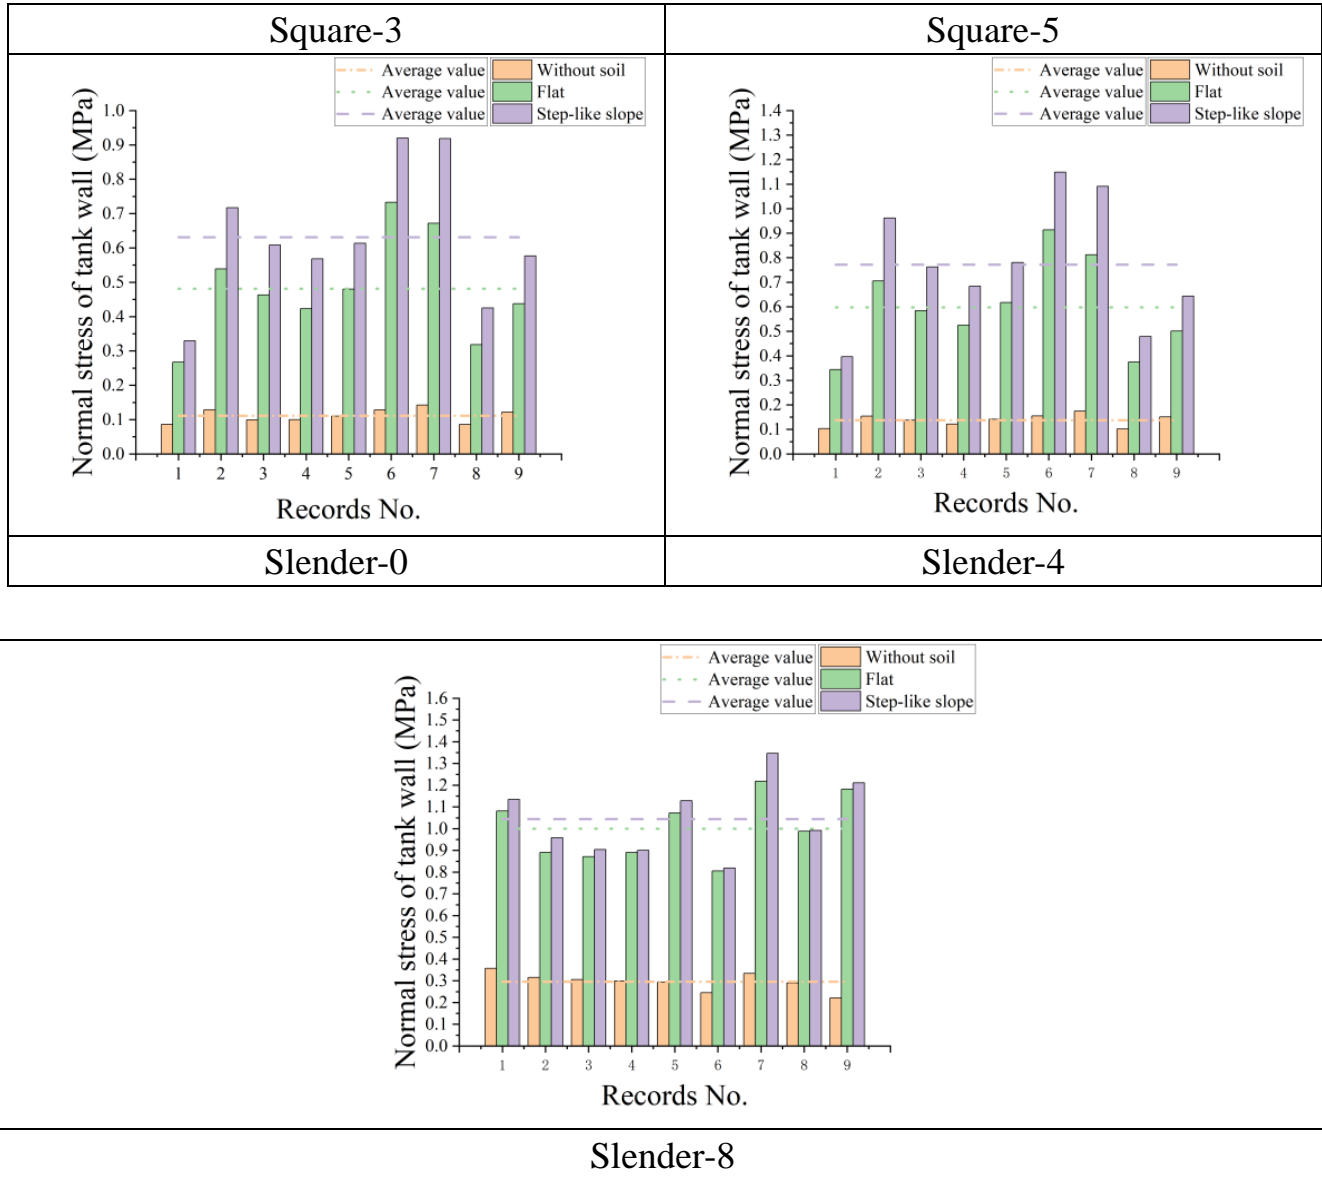 Square-3
Square-5
Average value Without soil
Average value Flat
Average value Step-like slope
Normal stress of tank wall (MPa)
1.0
0.9
0.8
0.7
0.6
0.5
0.4
0.3
0.2
0.1
0.0
1 2 3 4 5 6 7 8 9
Records No.
Average value Without soil
Average value Flat
Average value Step-like slope
Normal stress of tank wall (MPa)
1.4
1.3
1.2
1.1
1.0
0.9
0.8
0.7
0.6
0.5
0.4
0.3
0.2
0.1
0.0
1 2 3 4 5 6 7 8 9
Records No.
Slender-0
Slender-4
Average value Without soil
Average value Flat
Average value Step-like slope
Normal stress of tank wall (MPa)
1.6
1.5
1.4
1.3
1.2
1.1
1.0
0.9
0.8
0.7
0.6
0.5
0.4
0.3
0.2
0.1
0.0
1 2 3 4 5 6 7 8 9
Records No.
Slender-8